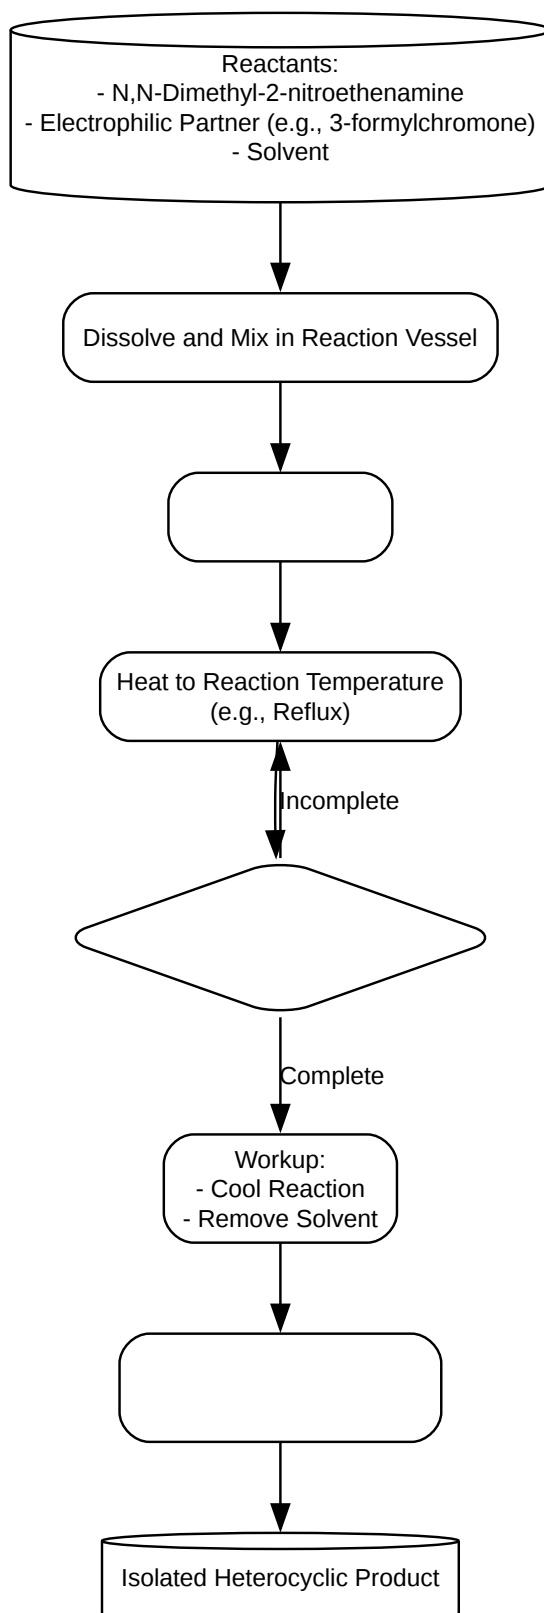 Reactants:
- N,N-Dimethyl-2-nitroethenamine
- Electrophilic Partner (e.g., 3-formylchromone)
- Solvent
Dissolve and Mix in Reaction Vessel
Heat to Reaction Temperature
(e.g., Reflux)
Incomplete
Complete
Workup:
- Cool Reaction
- Remove Solvent
Isolated Heterocyclic Product